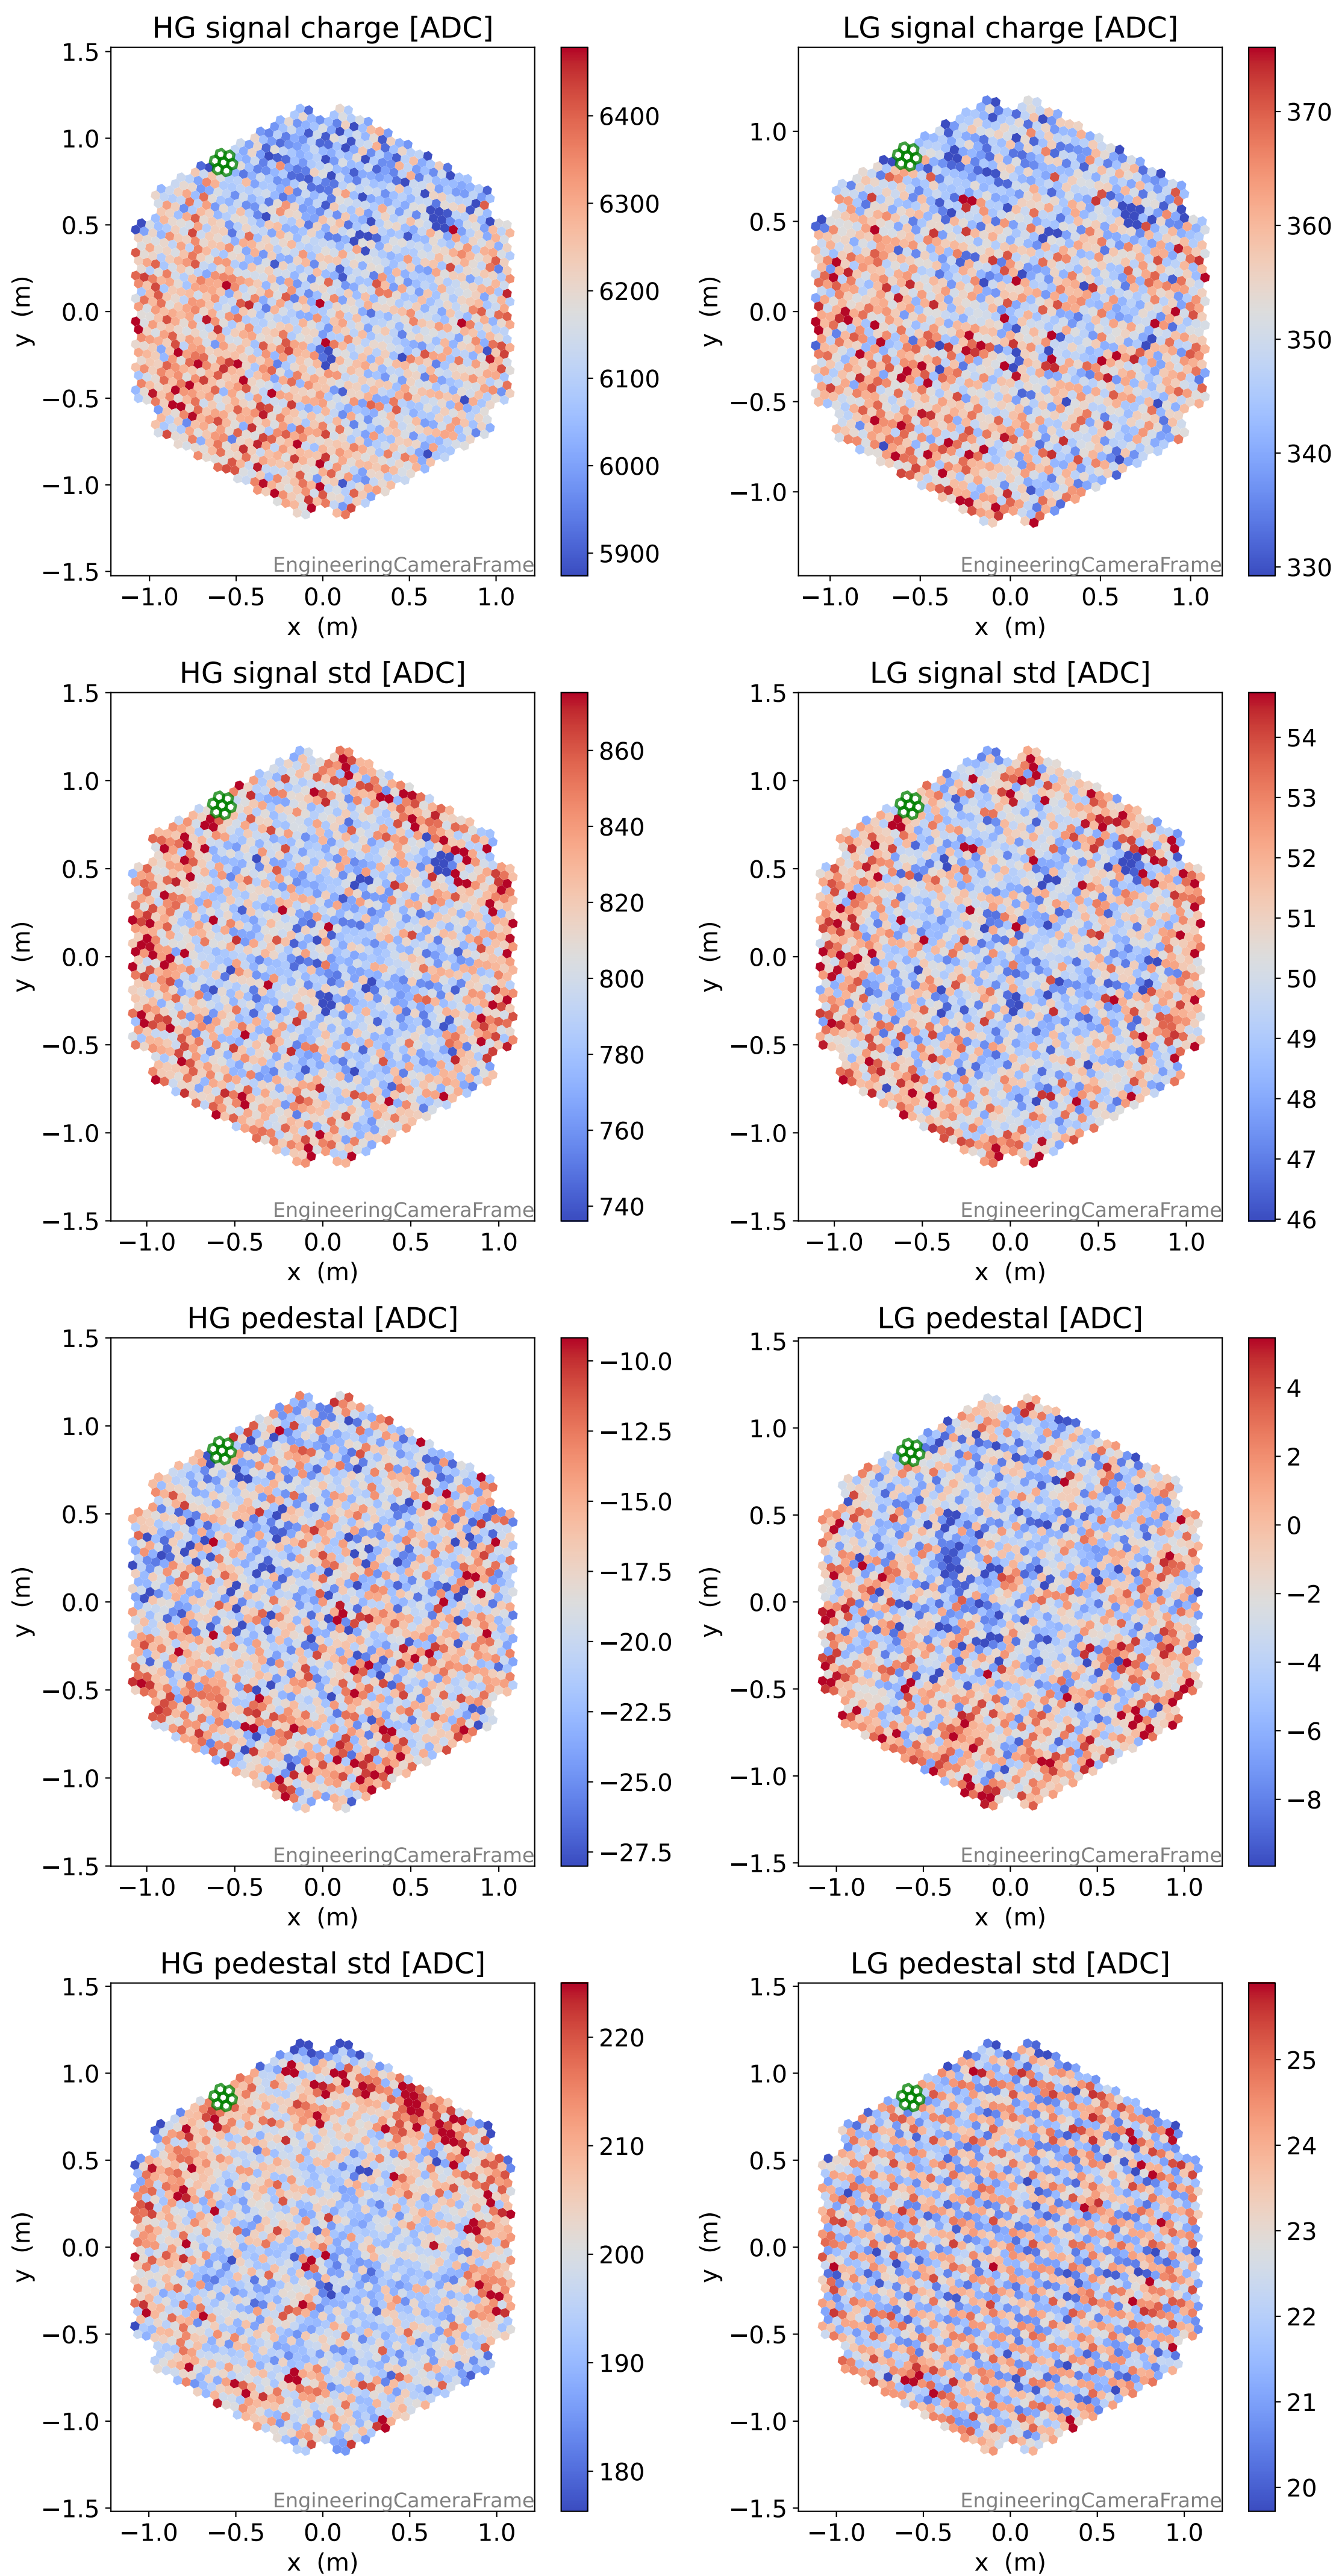 HG signal charge [ADC]
1.5
1.0
0.5
0.0
−0.5
−1.0
−1.5
y (m)
−1.0 −0.5 0.0 0.5 1.0
x (m)
EngineeringCameraFrame
6400
6300
6200
6100
6000
5900
LG signal charge [ADC]
1.0
0.5
0.0
−0.5
−1.0
y (m)
−1.0 −0.5 0.0 0.5 1.0
x (m)
EngineeringCameraFrame
370
360
350
340
330
HG signal std [ADC]
1.5
1.0
0.5
0.0
−0.5
−1.0
−1.5
y (m)
−1.0 −0.5 0.0 0.5 1.0
x (m)
EngineeringCameraFrame
860
840
820
800
780
760
740
LG signal std [ADC]
1.5
1.0
0.5
0.0
−0.5
−1.0
−1.5
y (m)
−1.0 −0.5 0.0 0.5 1.0
x (m)
EngineeringCameraFrame
54
53
52
51
50
49
48
47
46
HG pedestal [ADC]
1.5
1.0
0.5
0.0
−0.5
−1.0
−1.5
y (m)
−1.0 −0.5 0.0 0.5 1.0
x (m)
EngineeringCameraFrame
−10.0
−12.5
−15.0
−17.5
−20.0
−22.5
−25.0
−27.5
LG pedestal [ADC]
1.5
1.0
0.5
0.0
−0.5
−1.0
−1.5
y (m)
−1.0 −0.5 0.0 0.5 1.0
x (m)
EngineeringCameraFrame
4
2
0
−2
−4
−6
−8
HG pedestal std [ADC]
1.5
1.0
0.5
0.0
−0.5
−1.0
−1.5
y (m)
−1.0 −0.5 0.0 0.5 1.0
x (m)
EngineeringCameraFrame
220
210
200
190
180
LG pedestal std [ADC]
1.5
1.0
0.5
0.0
−0.5
−1.0
−1.5
y (m)
−1.0 −0.5 0.0 0.5 1.0
x (m)
EngineeringCameraFrame
25
24
23
22
21
20